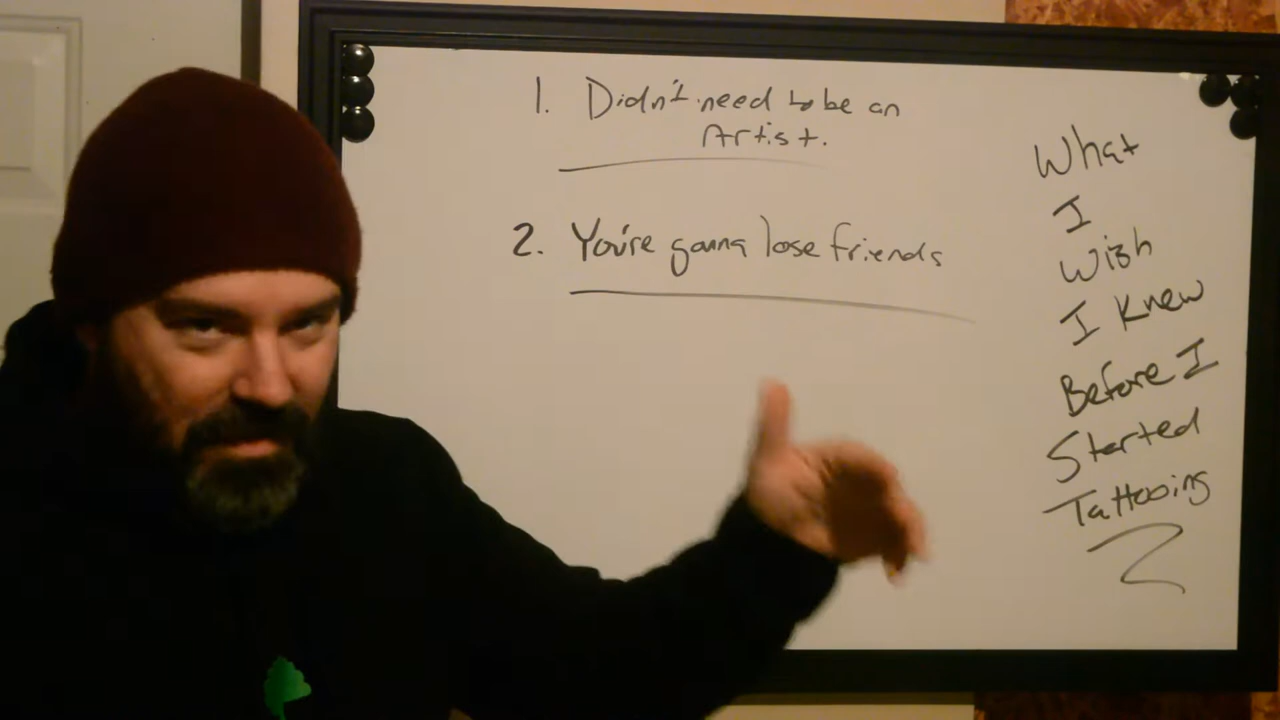 1. Didn't need to be an
Artist.
2. You're gonna lose friends
What
I
Wish
I Knew
Before I
Started
Tattooing